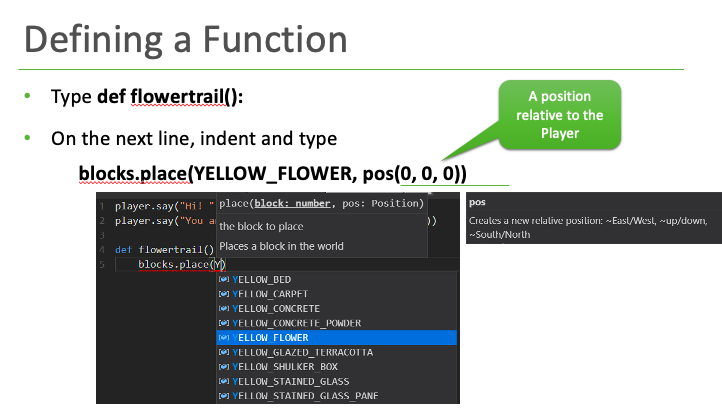 Defining a Function
• Type def flowertrail():
A position
relative to the
Player
• On the next line, indent and type
blocks.place(YELLOW_FLOWER, pos(0, 0, 0))
1 player.say("Hi! "
2 player.say("You a
3
4 def flowertrail()
5 blocks.place(Y)
place(block: number, pos: Position)
the block to place
Places a block in the world
))
YELLOW_BED
YELLOW_CARPET
YELLOW_CONCRETE
YELLOW_CONCRETE_POWDER
YELLOW_FLOWER
YELLOW_GLAZED_TERRACOTTA
YELLOW_SHULKER_BOX
YELLOW_STAINED_GLASS
YELLOW_STAINED_GLASS_PANE
pos
Creates a new relative position: ~East/West, ~up/down,
~South/North